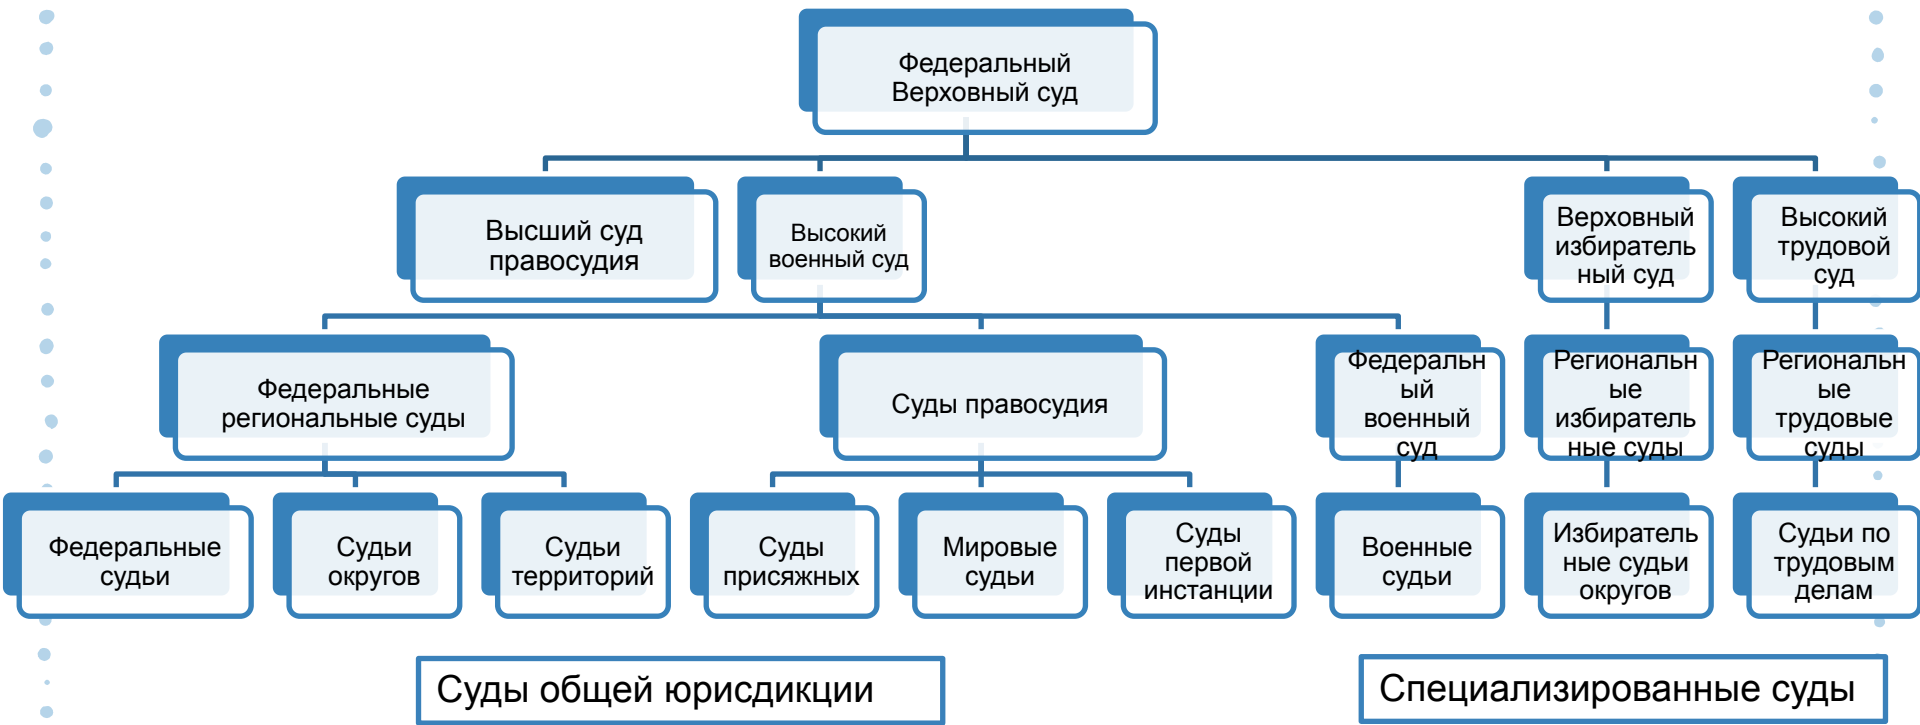 Федеральный
Верховный суд
Высший суд
правосудия
Высокий
военный суд
Верховный
избиратель
ный суд
Высокий
трудовой
суд
Федеральные
региональные суды
Суды правосудия
Федеральн
ый
военный
суд
Региональн
ые
избиратель
ные суды
Региональн
ые
трудовые
суды
Федеральные
судьи
Судьи
округов
Судьи
территорий
Суды
присяжных
Мировые
судьи
Суды
первой
инстанции
Военные
судьи
Избиратель
ные судьи
округов
Судьи по
трудовым
делам
Суды общей юрисдикции
Специализированные суды